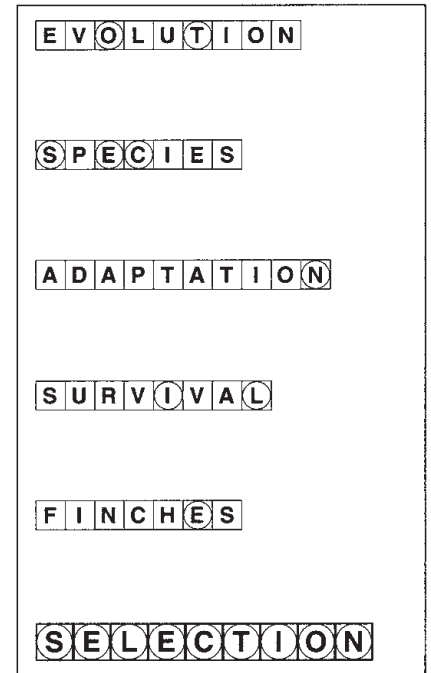 EVOLUTION
SPECIES
ADAPTATION
SURVIVAL
FINCHES
SELECTION